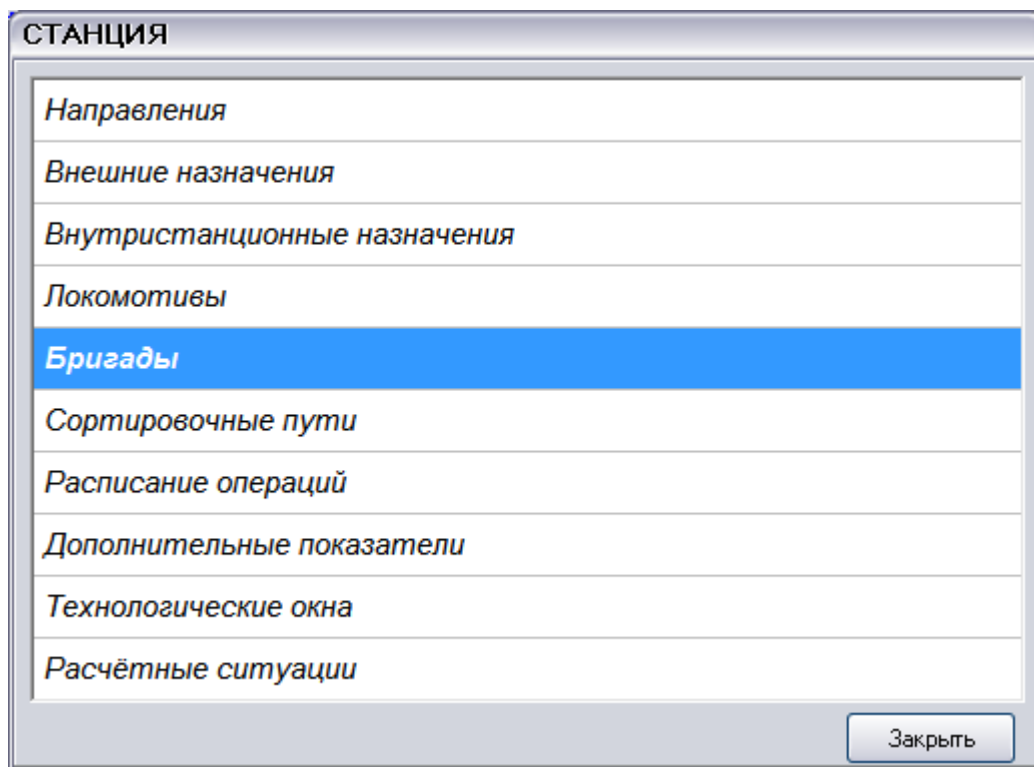 СТАНЦИЯ
Направления
Внешние назначения
Внутристанционные назначения
Локомотивы
Бригады
Сортировочные пути
Расписание операций
Дополнительные показатели
Технологические окна
Расчётные ситуации
Закрыть